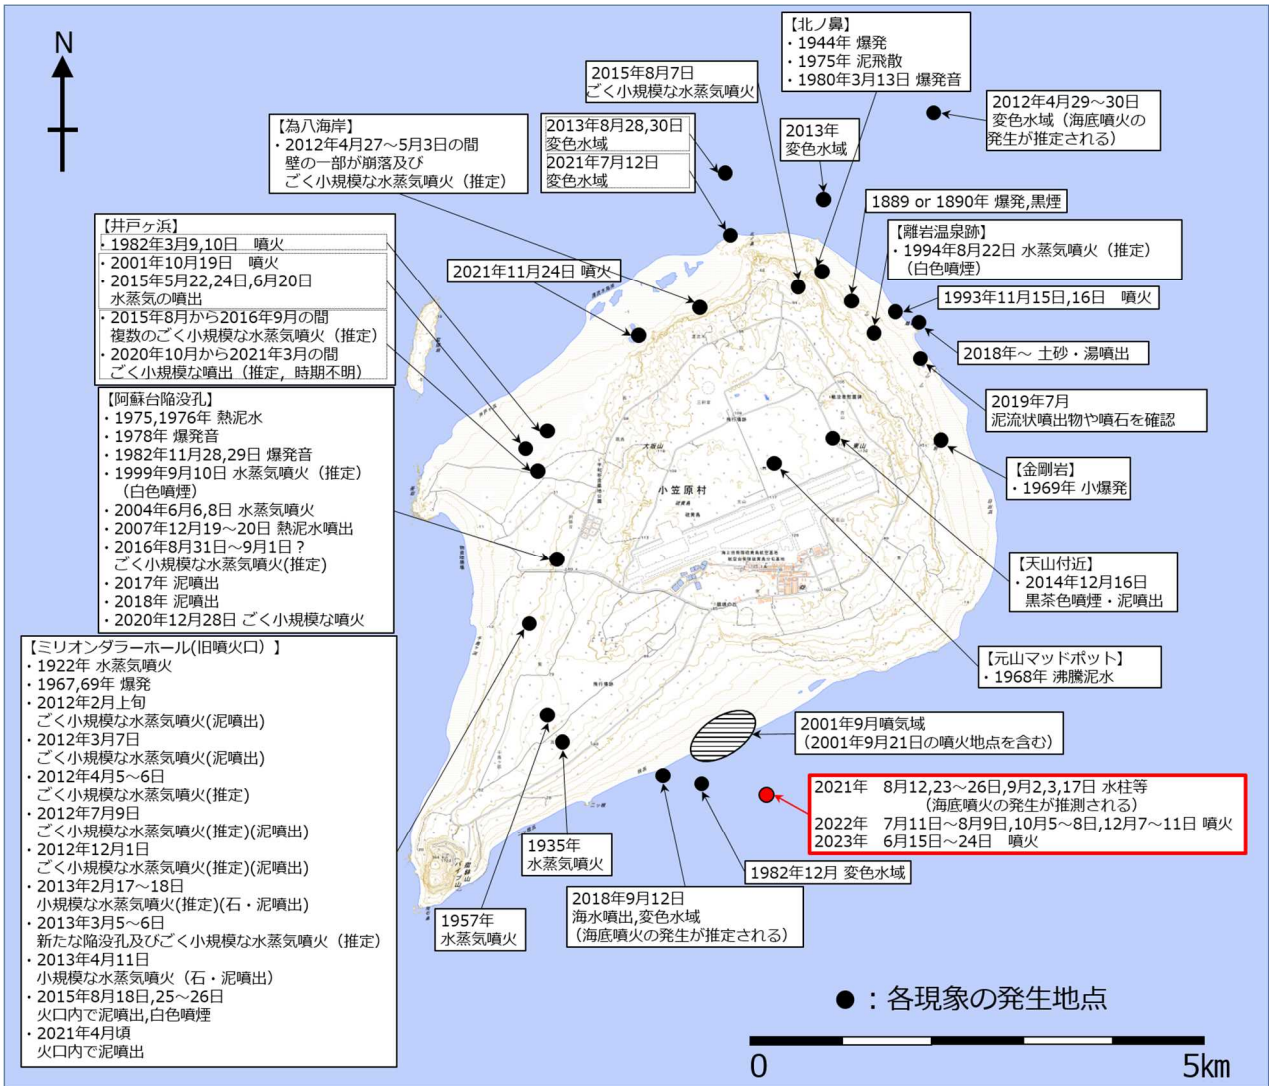 N
【北ノ鼻】
・1944年 爆発
・1975年 泥飛散
・1980年3月13日 爆発音
2015年8月7日
ごく小規模な水蒸気噴火
2012年4月29～30日
変色水域（海底噴火の
発生が推定される）
【為八海岸】
・2012年4月27～5月3日の間
壁の一部が崩落及び
ごく小規模な水蒸気噴火（推定）
2013年8月28,30日
変色水域
2021年7月12日
変色水域
2013年
変色水域
1889 or 1890年 爆発,黒煙
【離岩温泉跡】
・1994年8月22日 水蒸気噴火（推定）
（白色噴煙）
【井戸ヶ浜】
・1982年3月9,10日　噴火
・2001年10月19日　噴火
・2015年5月22,24日,6月20日
水蒸気の噴出
・2015年8月から2016年9月の間
複数のごく小規模な水蒸気噴火（推定）
・2020年10月から2021年3月の間
ごく小規模な噴出（推定，時期不明）
2021年11月24日 噴火
1993年11月15日,16日　噴火
2018年～ 土砂・湯噴出
2019年7月
泥流状噴出物や噴石を確認
【阿蘇台陥没孔】
・1975,1976年 熱泥水
・1978年 爆発音
・1982年11月28,29日 爆発音
・1999年9月10日 水蒸気噴火（推定）
（白色噴煙）
・2004年6月6,8日 水蒸気噴火
・2007年12月19～20日 熱泥水噴出
・2016年8月31日～9月1日？
ごく小規模な水蒸気噴火(推定)
・2017年 泥噴出
・2018年 泥噴出
・2020年12月28日 ごく小規模な噴火
大阪山
東山
小笠原村
硫黄島
【金剛岩】
・1969年 小爆発
【天山付近】
・2014年12月16日
黒茶色噴煙・泥噴出
【元山マッドポット】
・1968年 沸騰泥水
【ミリオンダラーホール(旧噴火口）】
・1922年 水蒸気噴火
・1967,69年 爆発
・2012年2月上旬
ごく小規模な水蒸気噴火(泥噴出)
・2012年3月7日
ごく小規模な水蒸気噴火(泥噴出)
・2012年4月5～6日
ごく小規模な水蒸気噴火(推定)
・2012年7月9日
ごく小規模な水蒸気噴火(推定)(泥噴出)
・2012年12月1日
ごく小規模な水蒸気噴火(推定)(泥噴出)
・2013年2月17～18日
小規模な水蒸気噴火(推定)(石・泥噴出)
・2013年3月5～6日
新たな陥没孔及びごく小規模な水蒸気噴火（推定）
・2013年4月11日
小規模な水蒸気噴火（石・泥噴出）
・2015年8月18日,25～26日
火口内で泥噴出,白色噴煙
・2021年4月頃
火口内で泥噴出
2001年9月噴気域
（2001年9月21日の噴火地点を含む）
2021年　8月12,23～26日,9月2,3,17日 水柱等
（海底噴火の発生が推測される）
2022年　7月11日～8月9日,10月5～8日,12月7～11日 噴火
2023年　6月15日～24日　噴火
1935年
水蒸気噴火
1982年12月 変色水域
2018年9月12日
海水噴出,変色水域
（海底噴火の発生が推定される）
1957年
水蒸気噴火
●：各現象の発生地点
0
5km